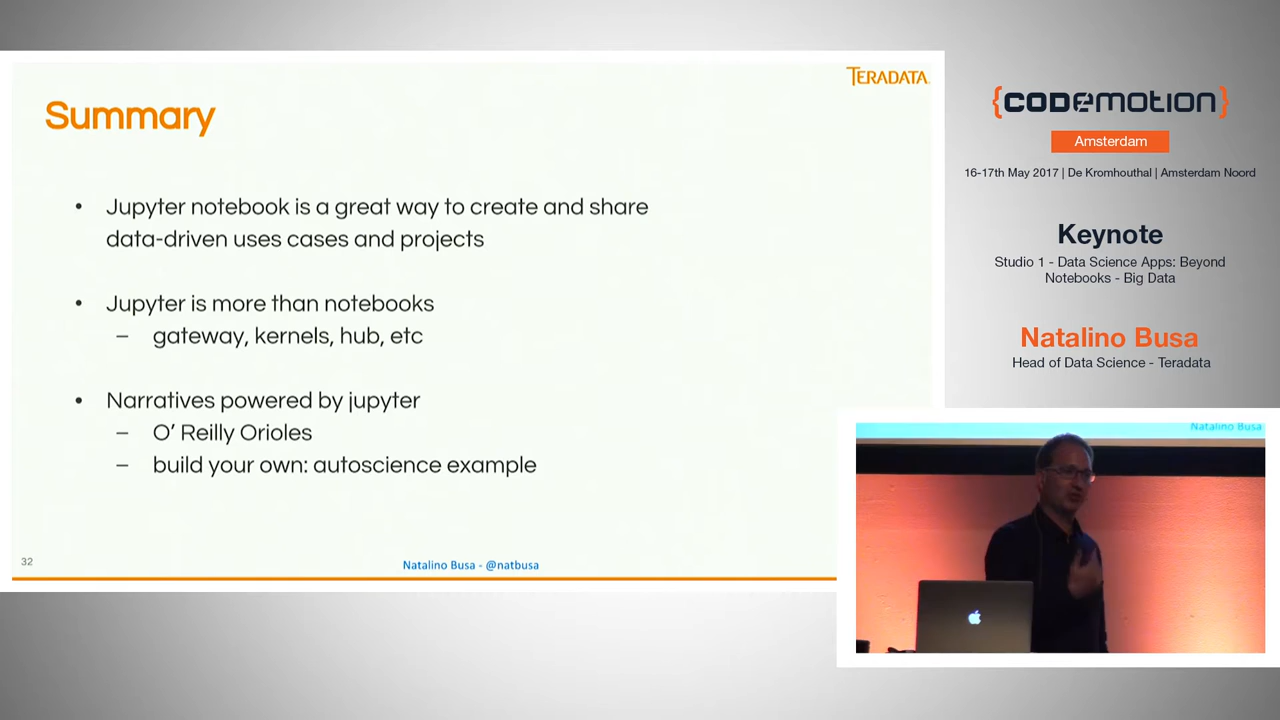 TERADATA
Summary
• Jupyter notebook is a great way to create and share
data-driven uses cases and projects
• Jupyter is more than notebooks
– gateway, kernels, hub, etc
• Narratives powered by jupyter
– O’ Reilly Orioles
– build your own: autoscience example
32
Natalino Busa - @natbusa
{CODEMOTION}
Amsterdam
16-17th May 2017 | De Kromhouthal | Amsterdam Noord
Keynote
Studio 1 - Data Science Apps: Beyond
Notebooks - Big Data
Natalino Busa
Head of Data Science - Teradata
Natalino Busa